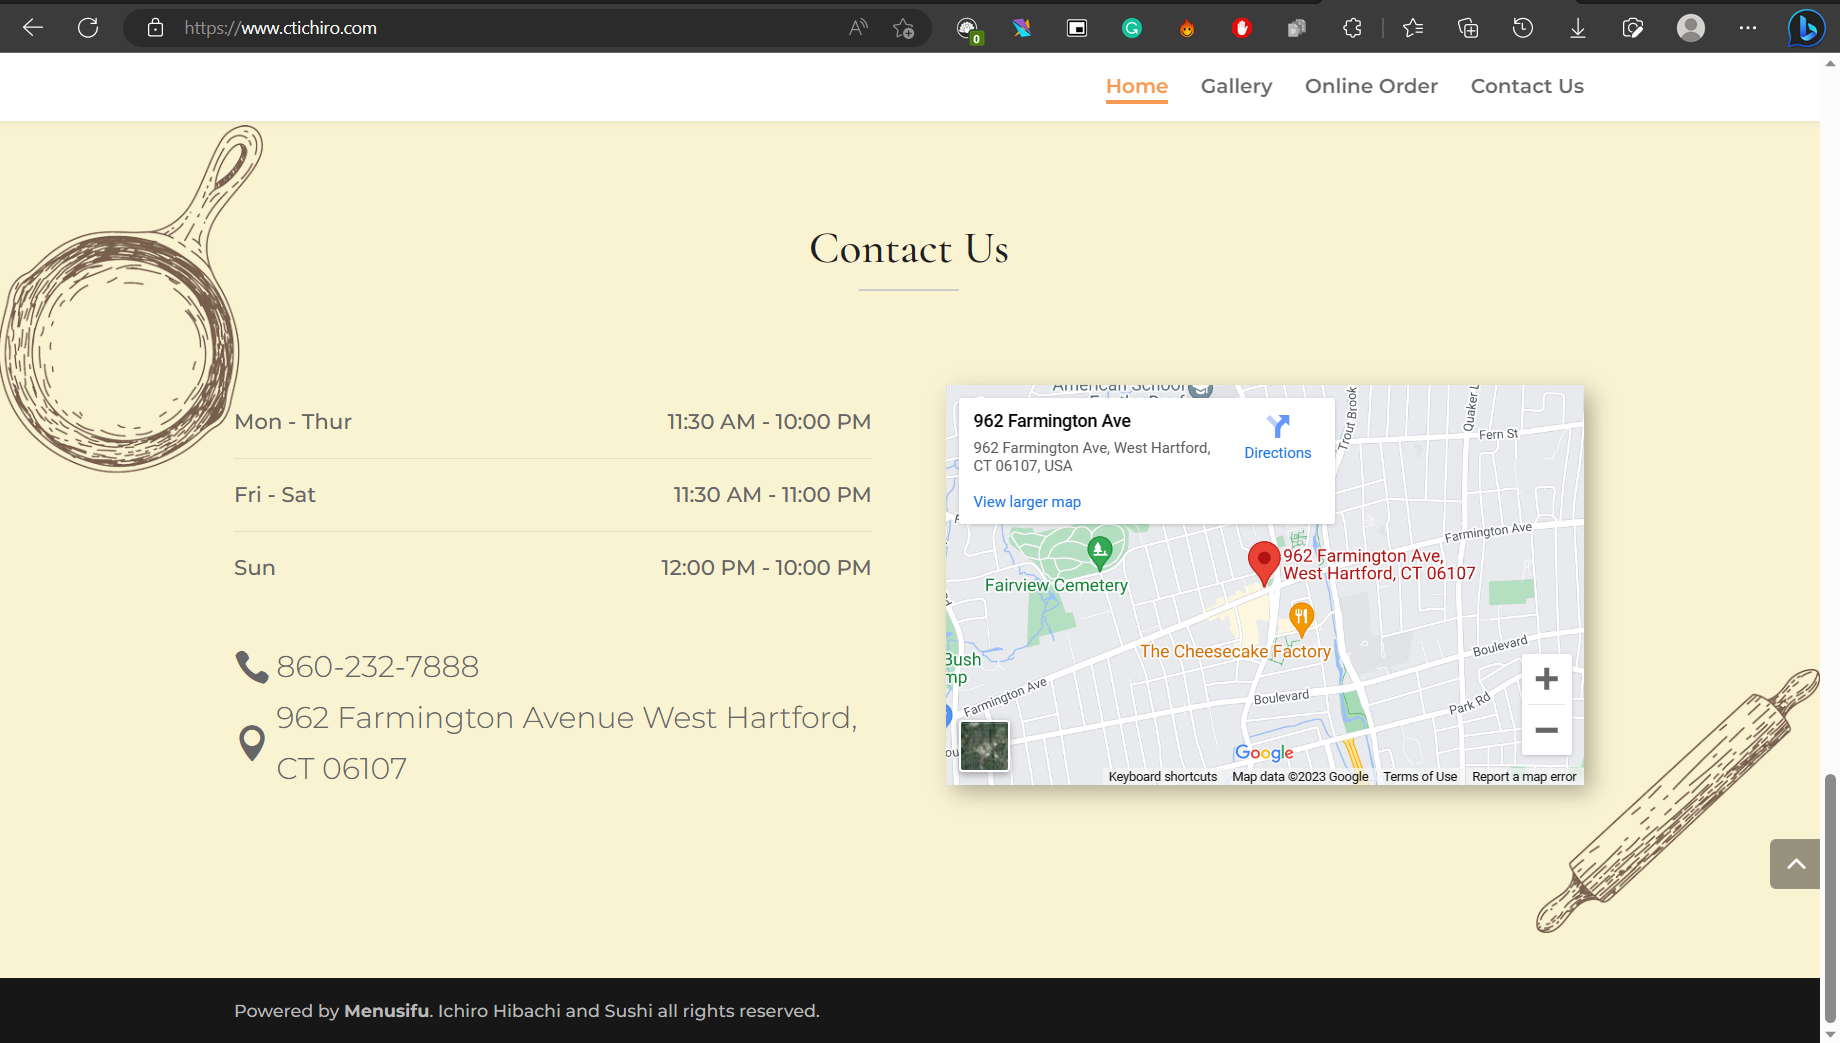 https://www.ctichiro.com
0
Home Gallery Online Order Contact Us
Contact Us
Mon - Thur 11:30 AM - 10:00 PM
Fri - Sat 11:30 AM - 11:00 PM
Sun 12:00 PM - 10:00 PM
860-232-7888
962 Farmington Avenue West Hartford,
CT 06107
American School
962 Farmington Ave
962 Farmington Ave, West Hartford,
CT 06107, USA
Directions
View larger map
Trout Brook
Quaker L
Fern St
Farmington Ave
Fairview Cemetery
962 Farmington Ave,
West Hartford, CT 06107
The Cheesecake Factory
Boulevard
Bush
mp
Farmington Ave
Boulevard
Park Rd
Google
Keyboard shortcuts Map data ©2023 Google Terms of Use Report a map error
Powered by Menusifu. Ichiro Hibachi and Sushi all rights reserved.